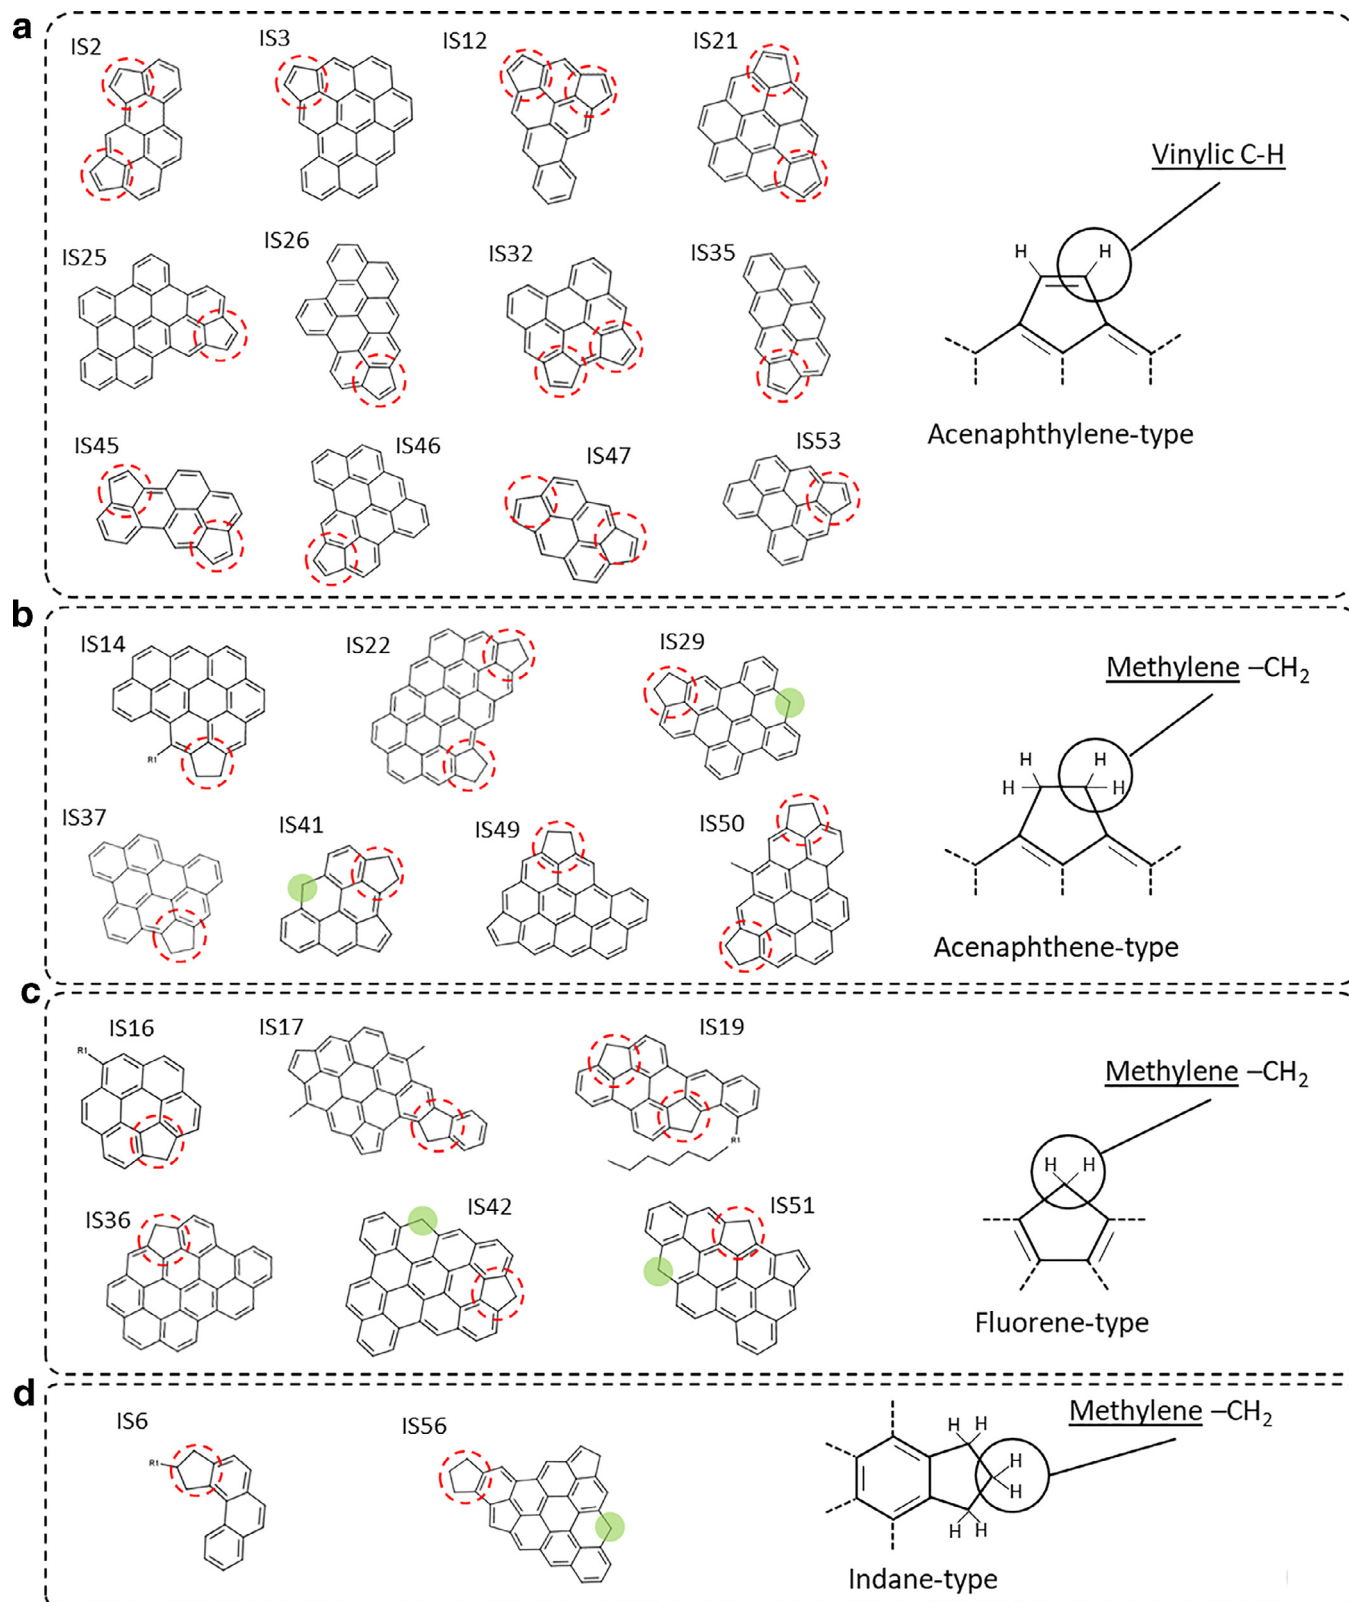 a
IS2
IS3
IS12
IS21
Vinylic C-H
H
H
IS25
IS26
IS32
IS35
Acenaphthylene-type
IS45
IS46
IS47
IS53
b
IS14
IS22
IS29
Methylene –CH2
R1
H
H
H
H
IS37
IS41
IS49
IS50
Acenaphthene-type
c
IS16
IS17
IS19
R1
Methylene –CH2
R1
H H
IS36
IS42
IS51
Fluorene-type
d
IS6
IS56
Methylene –CH2
H H
R1
H
H
H H
Indane-type